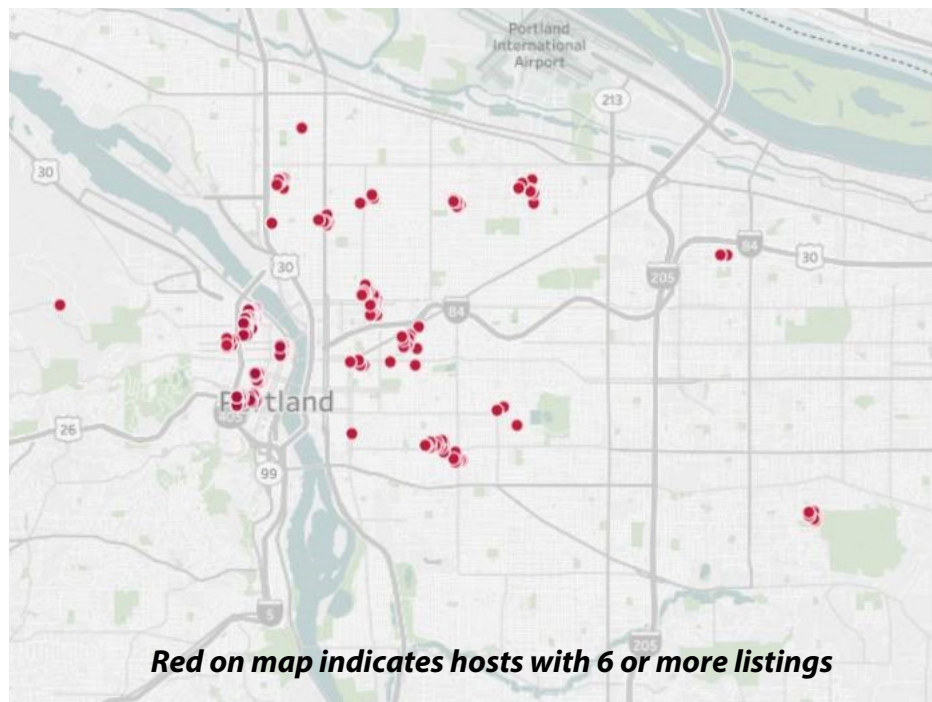 Portland
International
Airport
213
30
30
84
30
205
84
Portland
405
26
99
5
205
Red on map indicates hosts with 6 or more listings